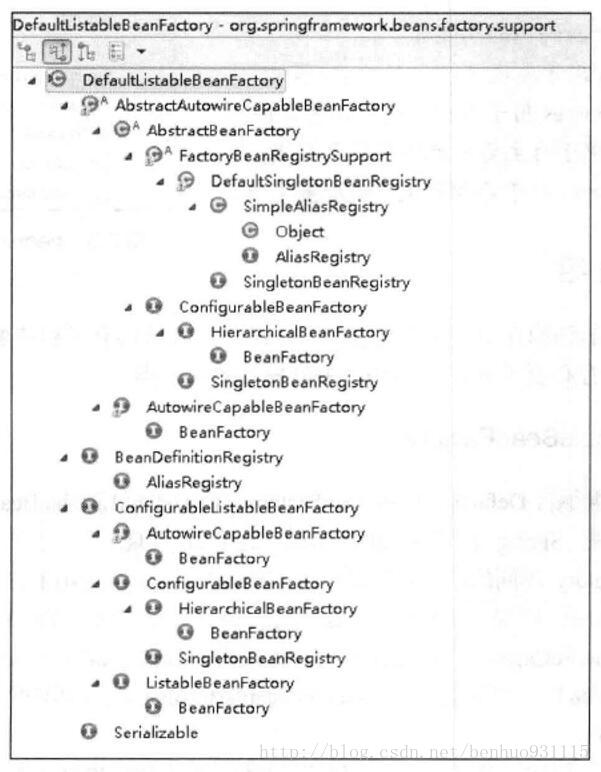 DefaultListableBeanFactory - org.springframework.beans.factory.support
DefaultListableBeanFactory
AbstractAutowireCapableBeanFactory
AbstractBeanFactory
FactoryBeanRegistrySupport
DefaultSingletonBeanRegistry
SimpleAliasRegistry
Object
AliasRegistry
SingletonBeanRegistry
ConfigurableBeanFactory
HierarchicalBeanFactory
BeanFactory
SingletonBeanRegistry
AutowireCapableBeanFactory
BeanFactory
BeanDefinitionRegistry
AliasRegistry
ConfigurableListableBeanFactory
AutowireCapableBeanFactory
BeanFactory
ConfigurableBeanFactory
HierarchicalBeanFactory
BeanFactory
SingletonBeanRegistry
ListableBeanFactory
BeanFactory
Serializable
http://blog.csdn.net/benhuo931115